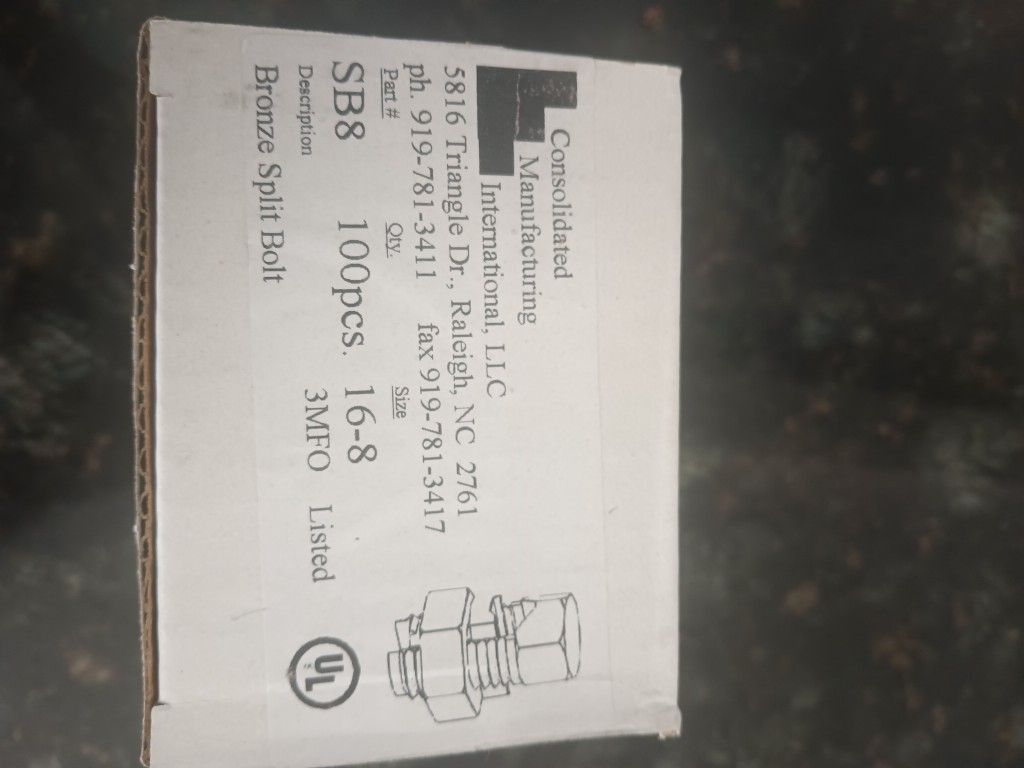 Consolidated
Manufacturing
International, LLC
5816 Triangle Dr., Raleigh, NC 2761
ph. 919-781-3411 fax 919-781-3417
Part # Qty. Size
SB8 100pcs. 16-8
Description 3MFO Listed
Bronze Split Bolt
UL